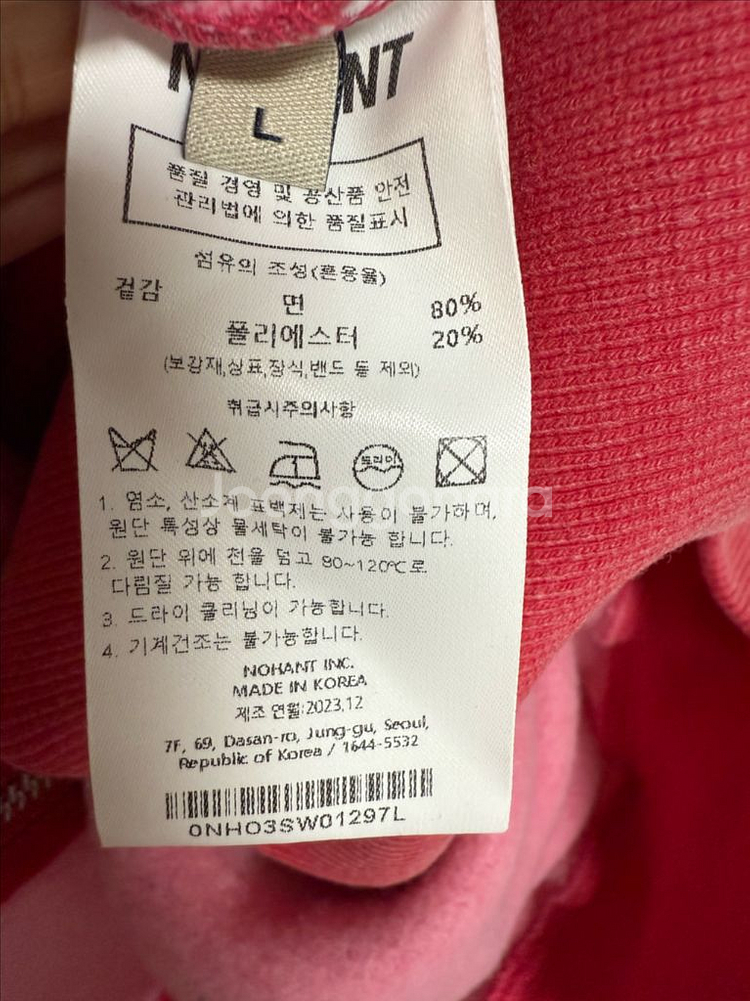 NT
L
품질 경영 및 공산품 안전
관리법에 의한 품질표시
섬유의 조성(혼용율)
겉감 면 80%
폴리에스터 20%
(보강재,상표,장식,밴드 등 제외)
취급시주의사항
드라이
1. 염소, 산소계 표백제는 사용이 불가하며,
원단 특성상 물세탁이 불가능 합니다.
2. 원단 위에 천을 덮고 80~120℃로
다림질 가능 합니다.
3. 드라이 클리닝이 가능합니다.
4. 기계건조는 불가능합니다.
NOHANT INC.
MADE IN KOREA
제조 연월:2023.12
7F, 69, Dasan-ro, Jung-gu, Seoul,
Republic of Korea / 1644-5532
0NH03SW01297L